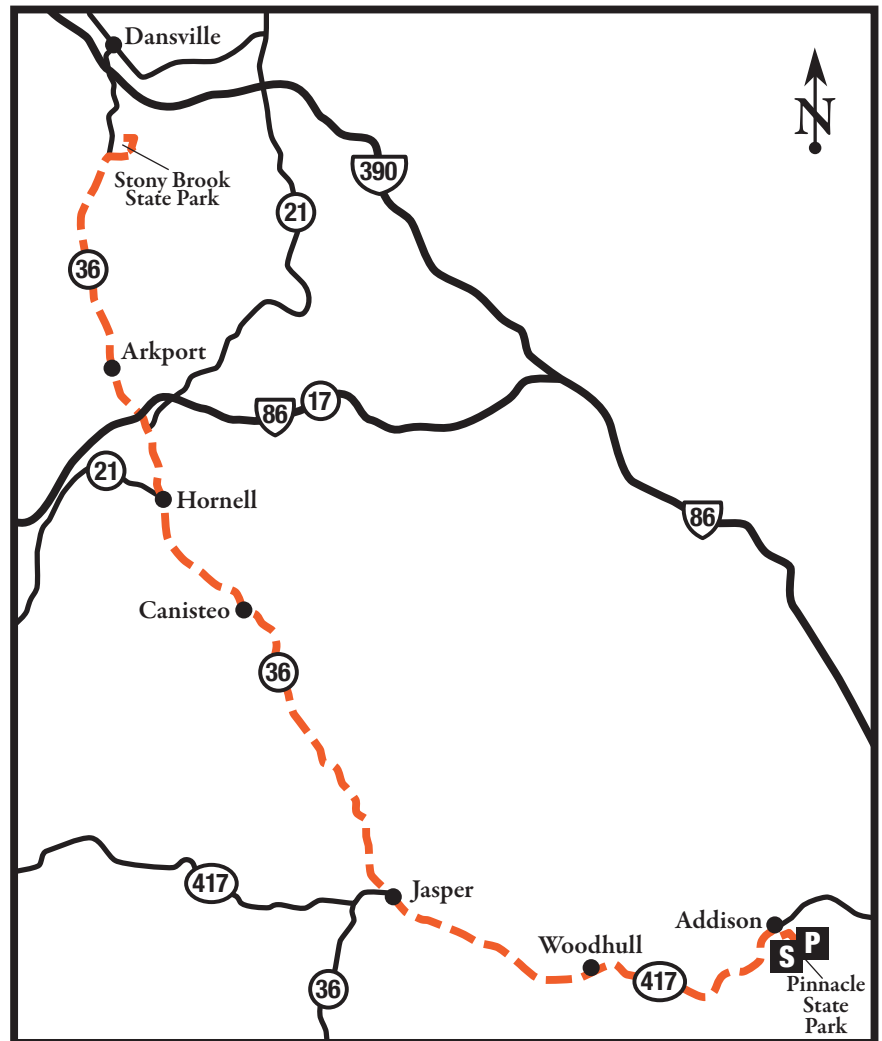 Dansville
N
Stony Brook
State Park
390
21
36
Arkport
86
17
21
Hornell
86
Canisteo
36
417
Jasper
Addison
Woodhull
P
S
417
36
Pinnacle
State
Park